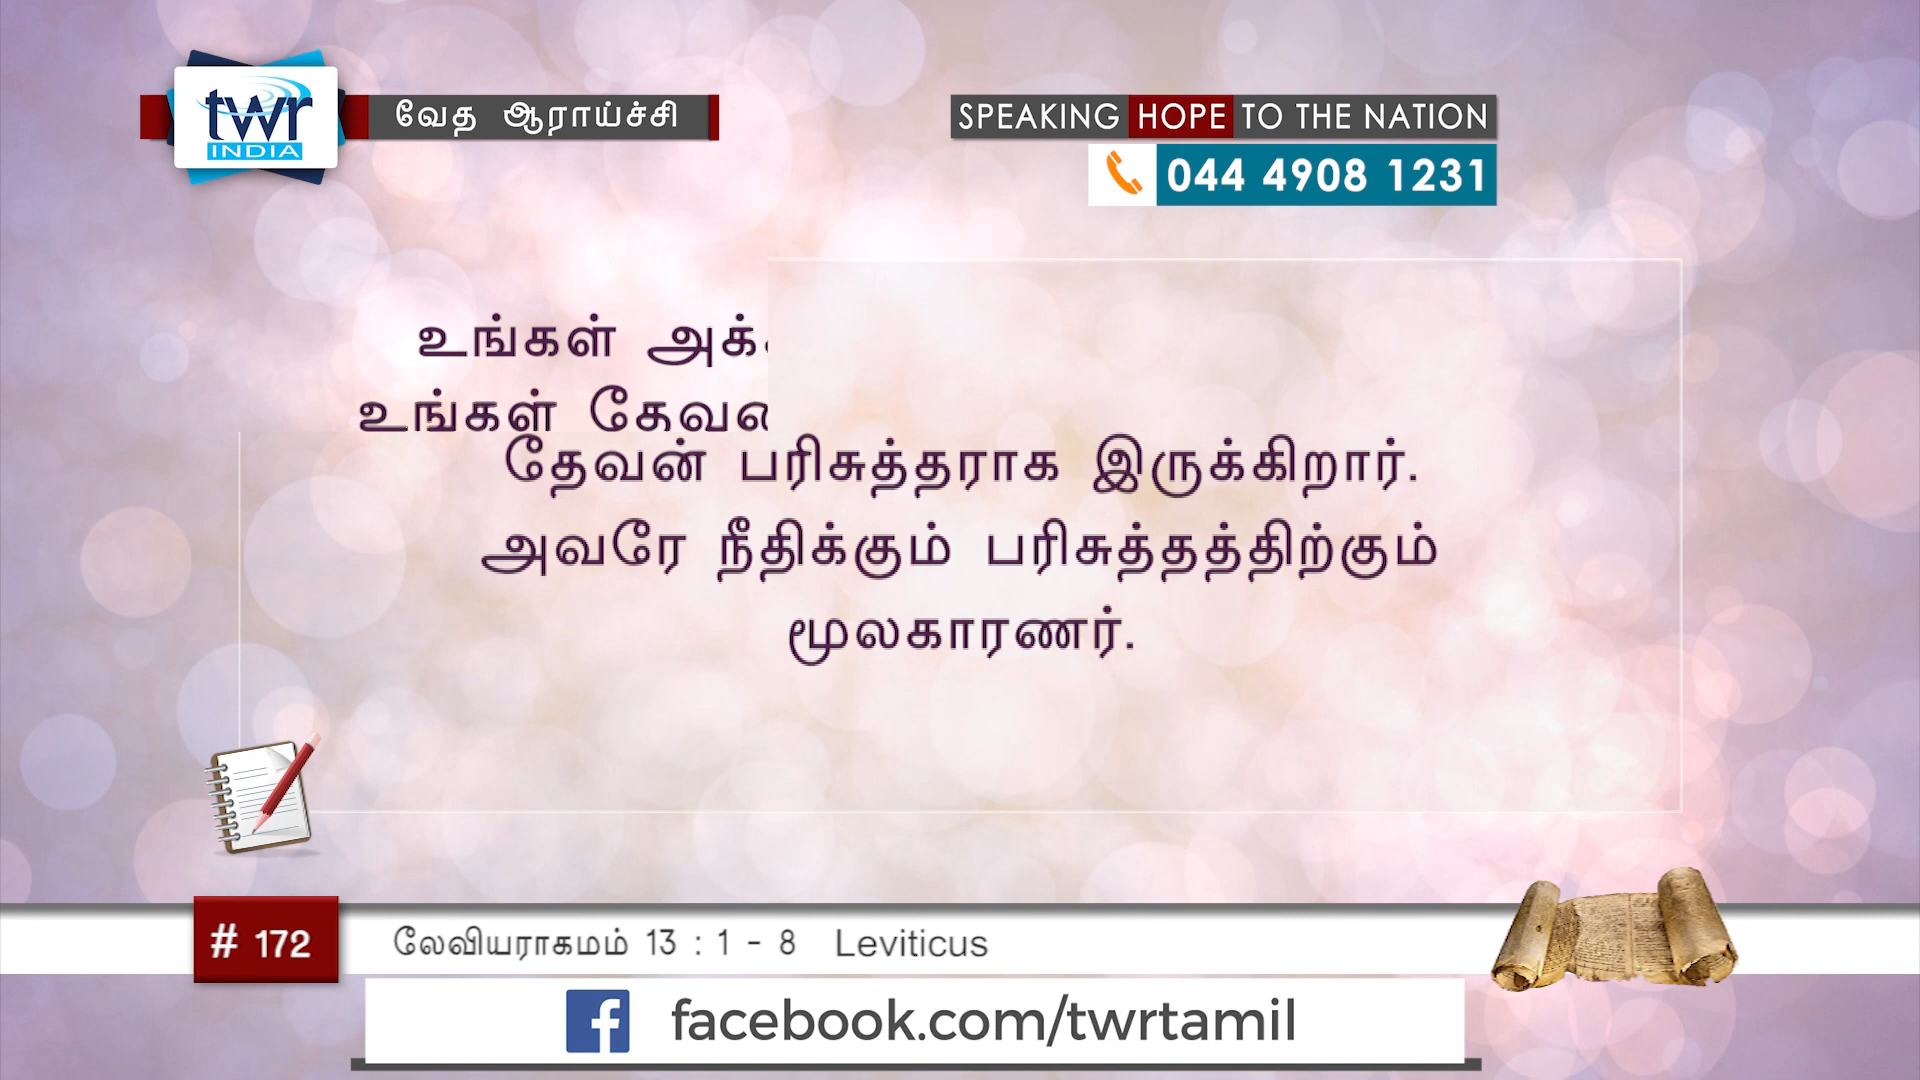 twr
INDIA
வேத ஆராய்ச்சி
SPEAKING HOPE TO THE NATION
044 4908 1231
உங்கள்
உங்கள்
தேவன் பரிசுத்தராக இருக்கிறார்.
அவரே நீதிக்கும் பரிசுத்தத்திற்கும்
மூலகாரணர்.
# 172
லேவியராகமம் 13 : 1 - 8 Leviticus
facebook.com/twrtamil